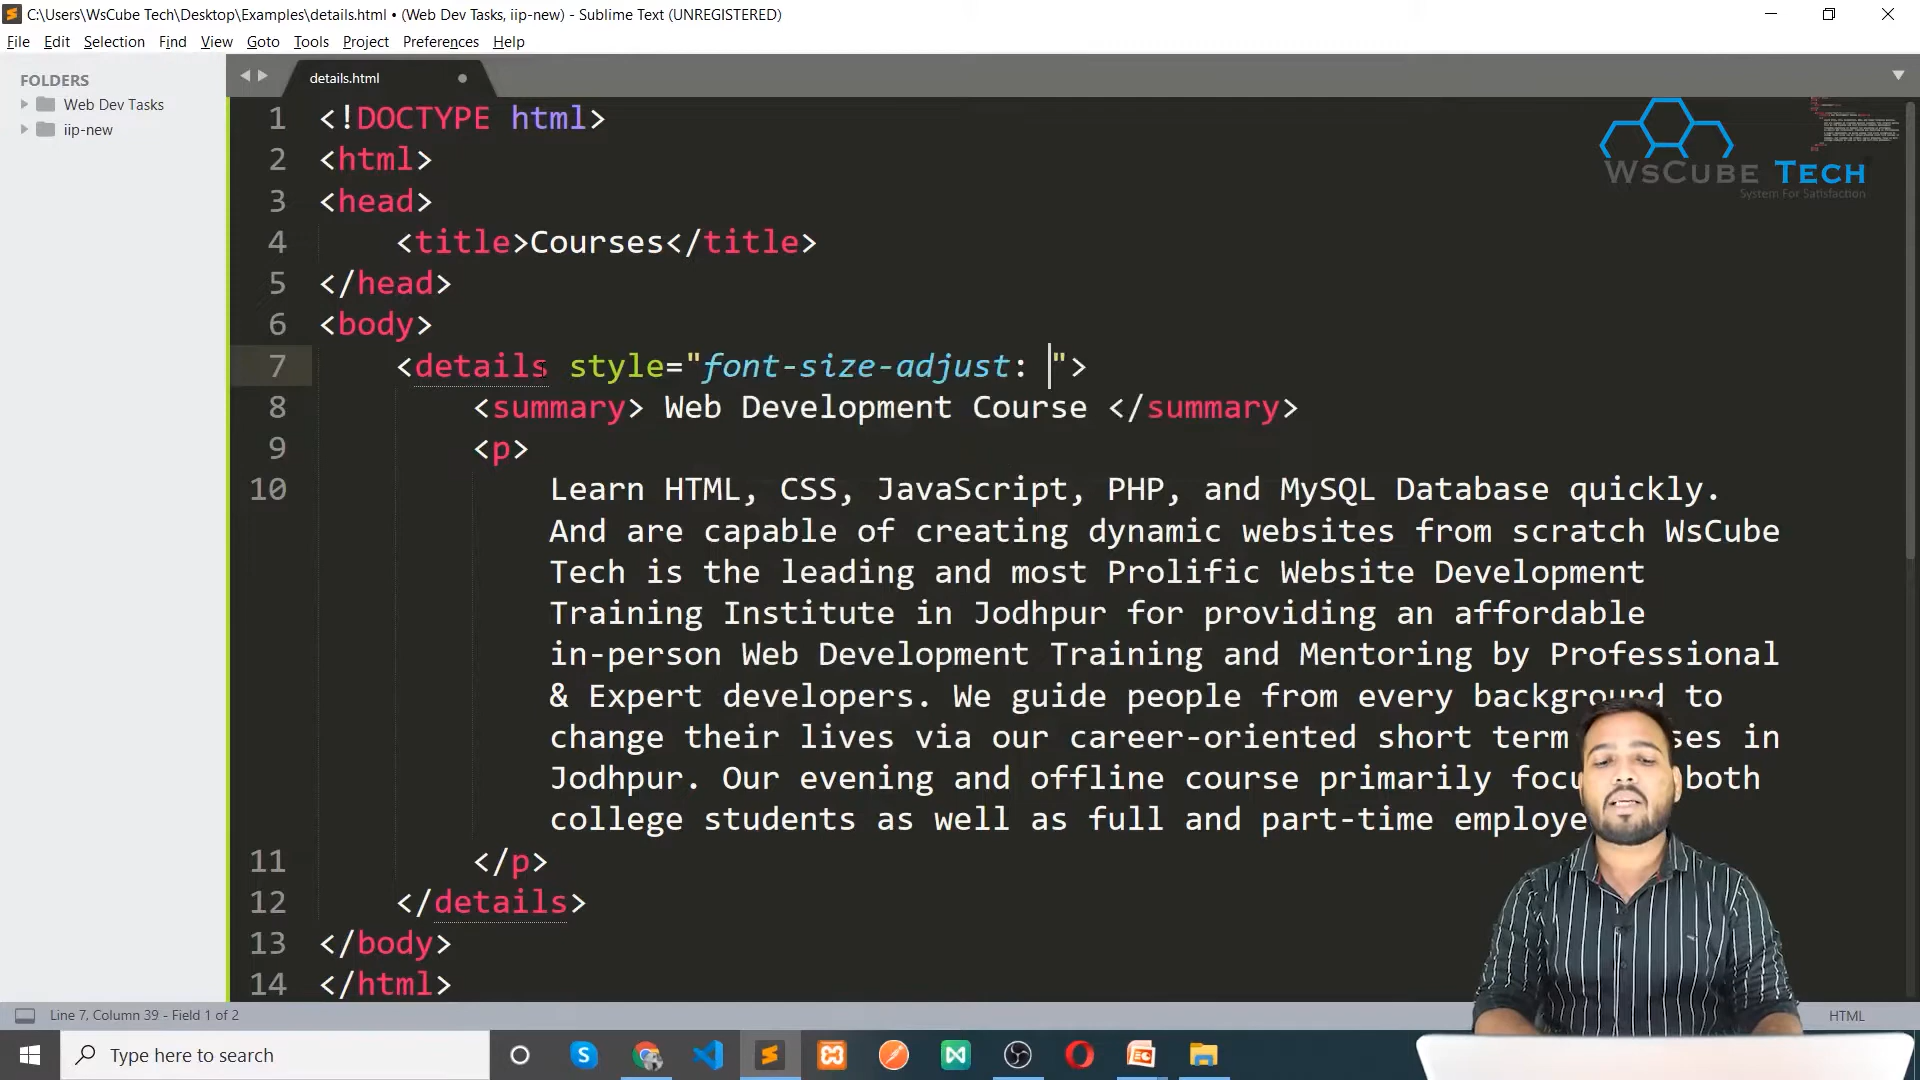 C:\Users\WsCube Tech\Desktop\Examples\details.html • (Web Dev Tasks, iip-new) - Sublime Text (UNREGISTERED)
File Edit Selection Find View Goto Tools Project Preferences Help
FOLDERS
Web Dev Tasks
iip-new
details.html
WsCube Tech
System For Satisfaction
1 <!DOCTYPE html>
2 <html>
3 <head>
4 <title>Courses</title>
5 </head>
6 <body>
7 <details style="font-size-adjust: ">
8 <summary> Web Development Course </summary>
9 <p>
10 Learn HTML, CSS, JavaScript, PHP, and MySQL Database quickly.
And are capable of creating dynamic websites from scratch WsCube
Tech is the leading and most Prolific Website Development
Training Institute in Jodhpur for providing an affordable
in-person Web Development Training and Mentoring by Professional
& Expert developers. We guide people from every background to
change their lives via our career-oriented short term in
Jodhpur. Our evening and offline course primarily both
college students as well as full and part-time
11 </p>
12 </details>
13 </body>
14 </html>
Line 7, Column 39 - Field 1 of 2
HTML
Type here to search